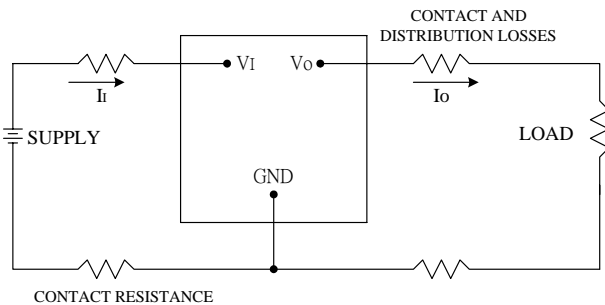 CONTACT AND
DISTRIBUTION LOSSES
VI
VO
II
IO
SUPPLY
LOAD
GND
CONTACT RESISTANCE